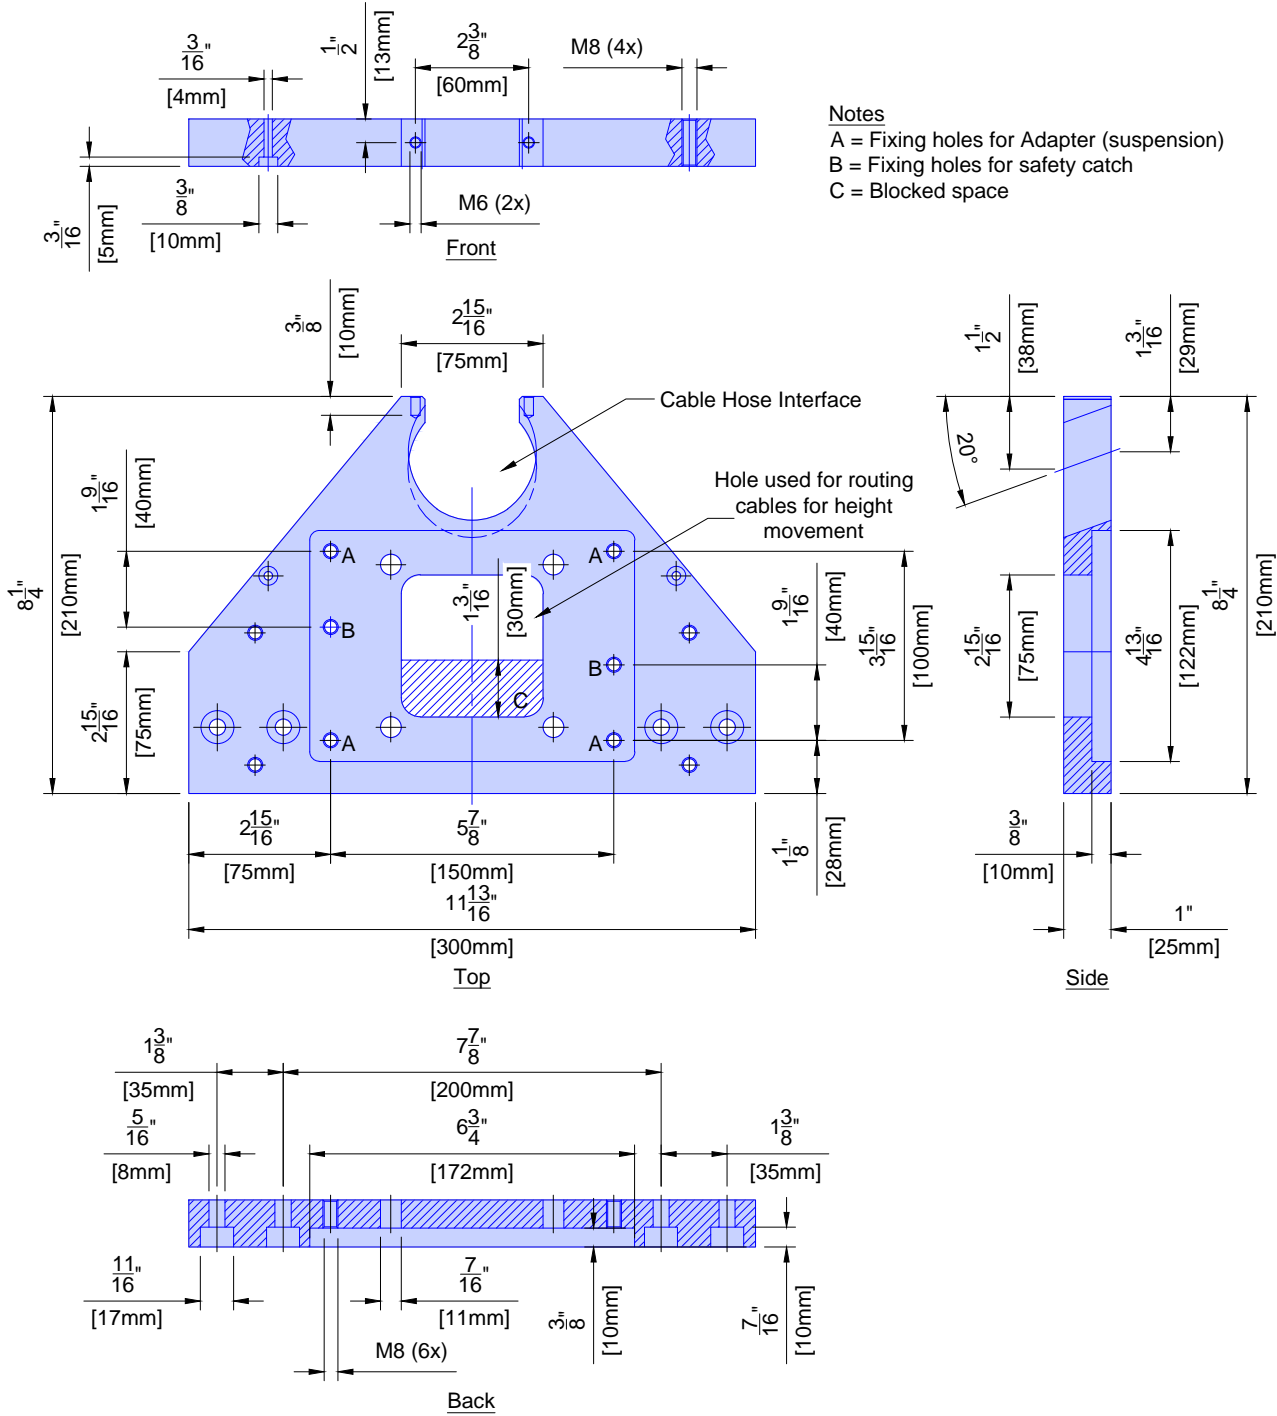 3/16"
[4mm]
1/2"
[13mm]
2 3/8"
[60mm]
M8 (4x)
Notes
A = Fixing holes for Adapter (suspension)
B = Fixing holes for safety catch
C = Blocked space
3/16"
[5mm]
3/8"
[10mm]
M6 (2x)
Front
3/8"
[10mm]
2 15/16"
[75mm]
Cable Hose Interface
Hole used for routing
cables for height
movement
1 1/2"
[38mm]
1 3/16"
[29mm]
20°
8 1/4"
[210mm]
1 9/16"
[40mm]
2 15/16"
[75mm]
A
A
B
B
A
A
C
1 3/16"
[30mm]
1 9/16"
[40mm]
3 15/16"
[100mm]
2 15/16"
[75mm]
4 13/16"
[122mm]
8 1/4"
[210mm]
2 15/16"
[75mm]
5 7/8"
[150mm]
1 1/8"
[28mm]
11 13/16"
[300mm]
Top
3/8"
[10mm]
1"
[25mm]
Side
1 3/8"
[35mm]
7 7/8"
[200mm]
5/16"
[8mm]
6 3/4"
[172mm]
1 3/8"
[35mm]
11/16"
[17mm]
7/16"
[11mm]
3/8"
[10mm]
7/16"
[10mm]
M8 (6x)
Back